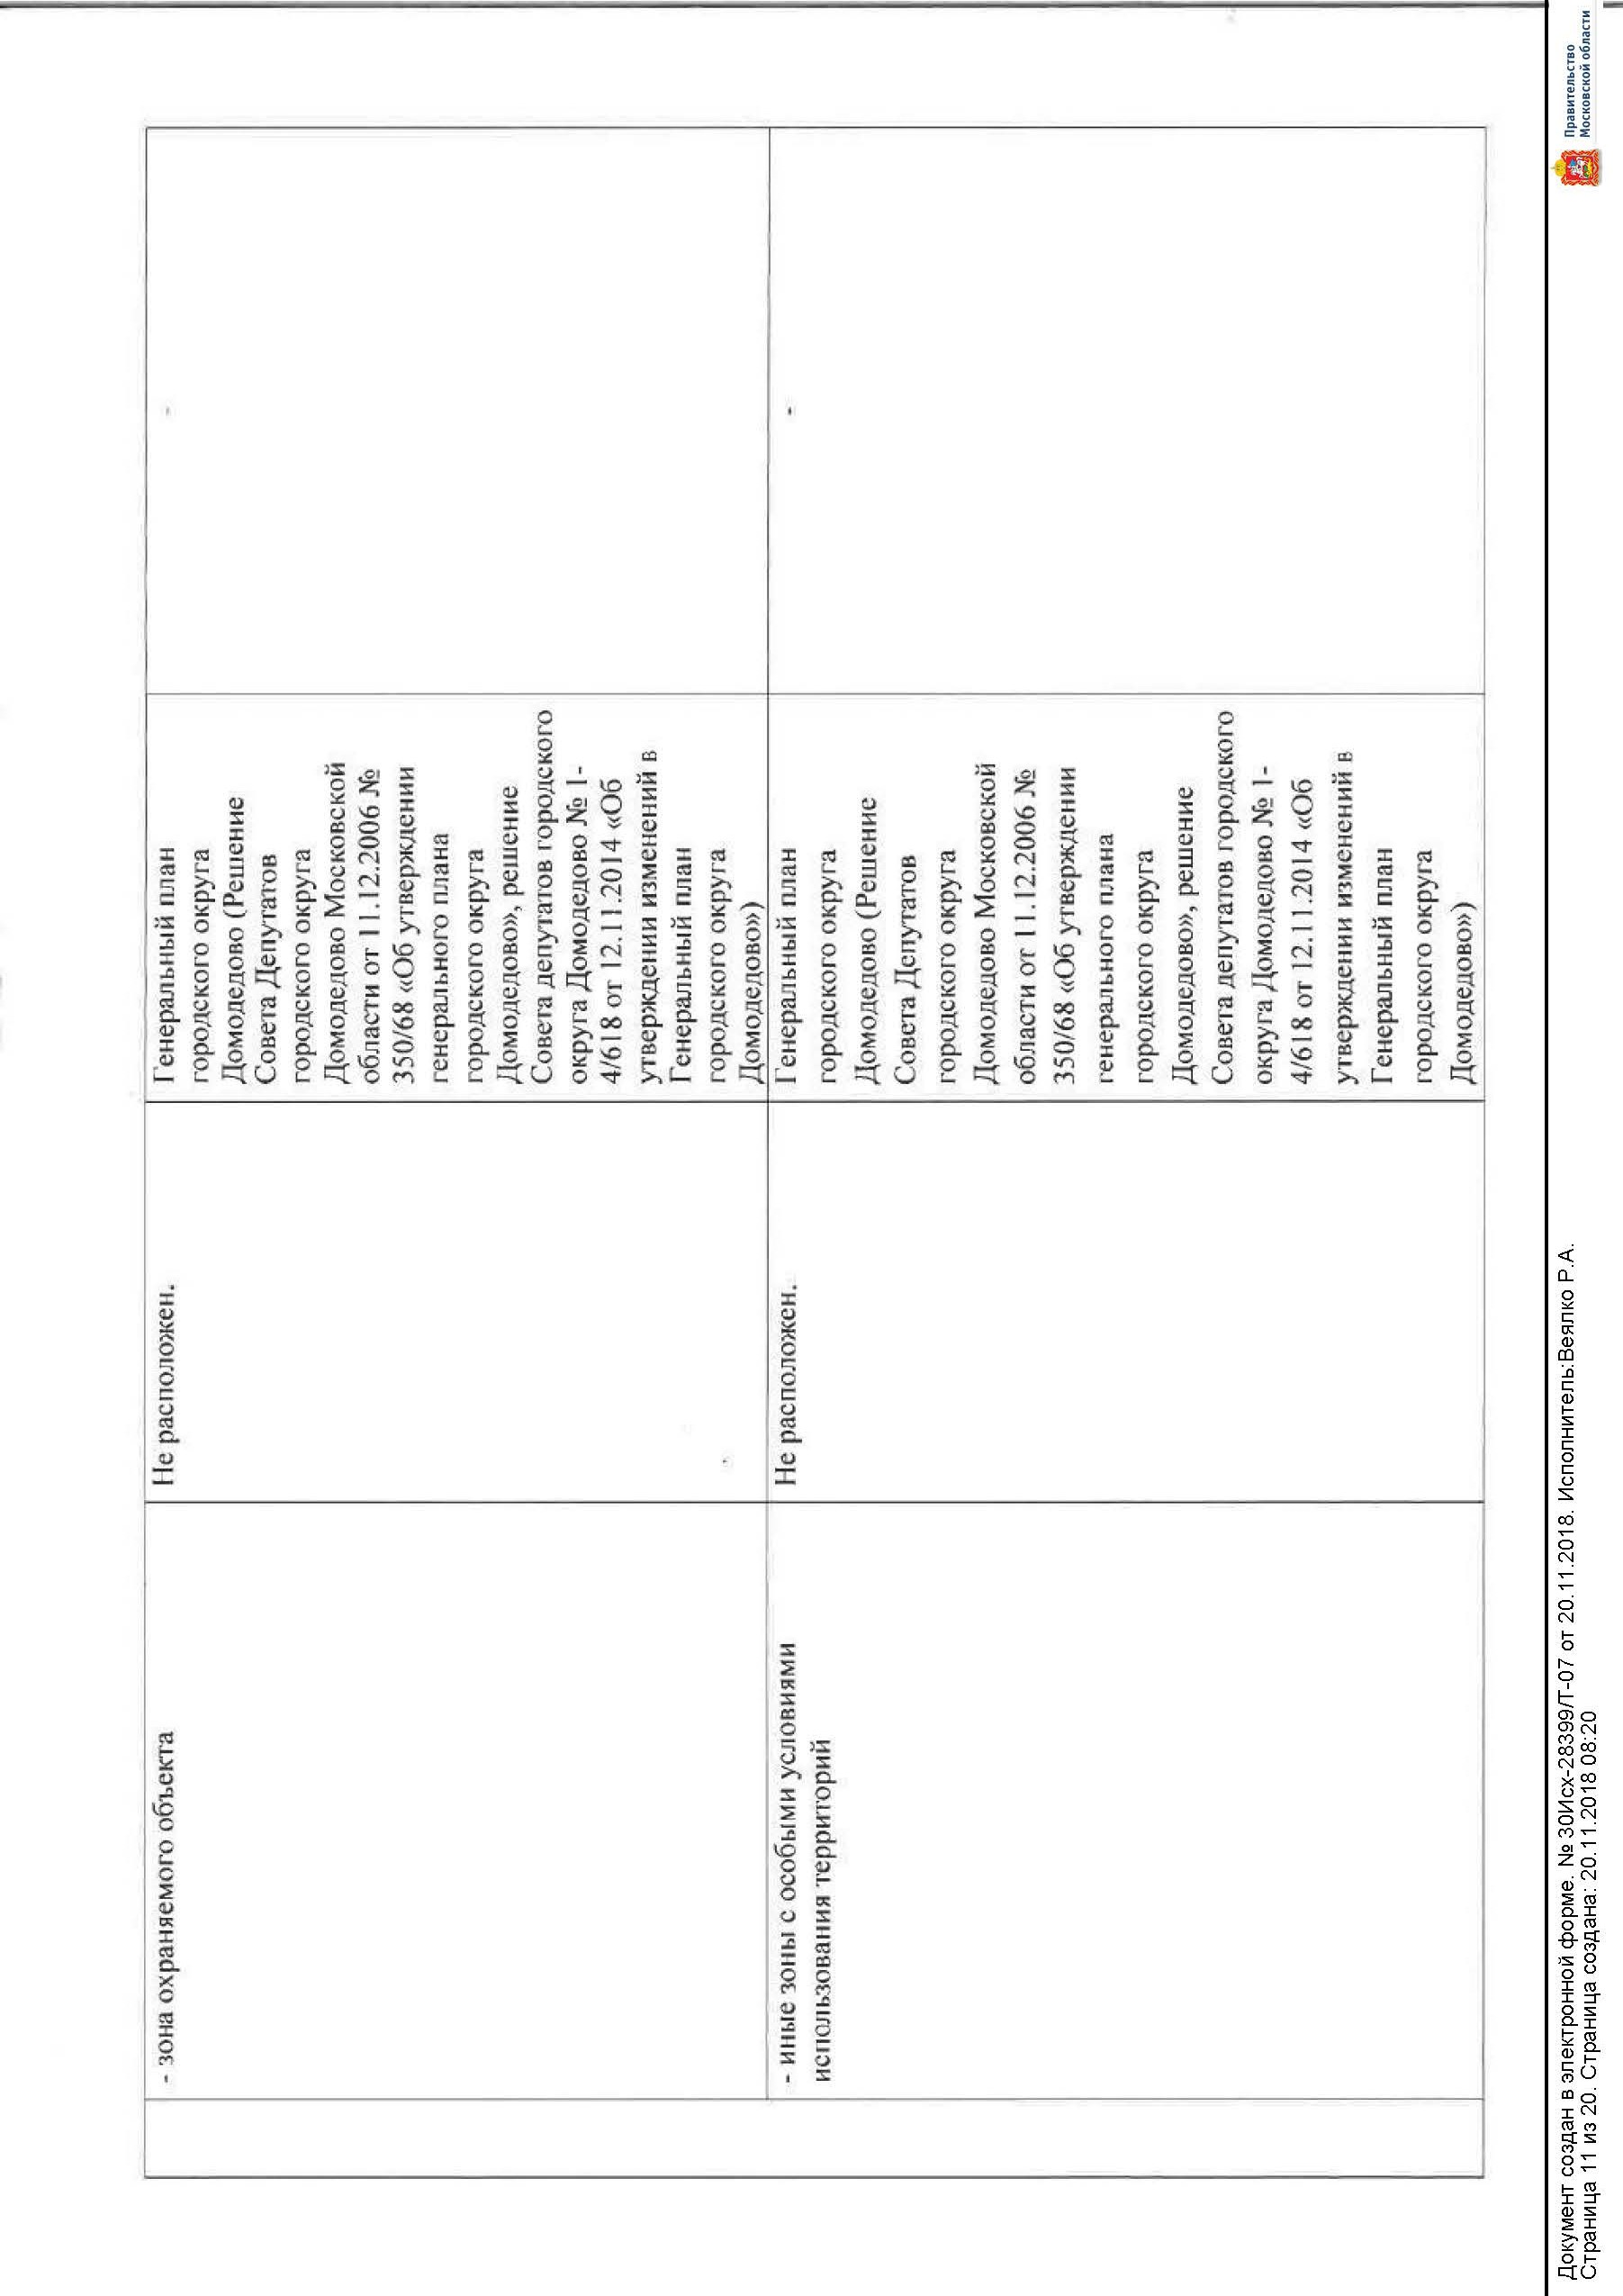 - зона охраняемого объекта
Не расположен.
Генеральный план
городского округа
Домодедово (Решение
Совета Депутатов
городского округа
Домодедово Московской
области от 11.12.2006 №
350/68 «Об утверждении
генерального плана
городского округа
Домодедово», решение
Совета депутатов городского
округа Домодедово № 1-
4/618 от 12.11.2014 «Об
утверждении изменений в
Генеральный план
городского округа
Домодедово»)
-
- иные зоны с особыми условиями
использования территорий
Не расположен.
Генеральный план
городского округа
Домодедово (Решение
Совета Депутатов
городского округа
Домодедово Московской
области от 11.12.2006 №
350/68 «Об утверждении
генерального плана
городского округа
Домодедово», решение
Совета депутатов городского
округа Домодедово № 1-
4/618 от 12.11.2014 «Об
утверждении изменений в
Генеральный план
городского округа
Домодедово»)
-
Документ создан в электронной форме. № 30Исх-28399/Т-07 от 20.11.2018. Исполнитель:Веялко Р.А.
Страница 11 из 20. Страница создана: 20.11.2018 08:20
Правительство
Московской области